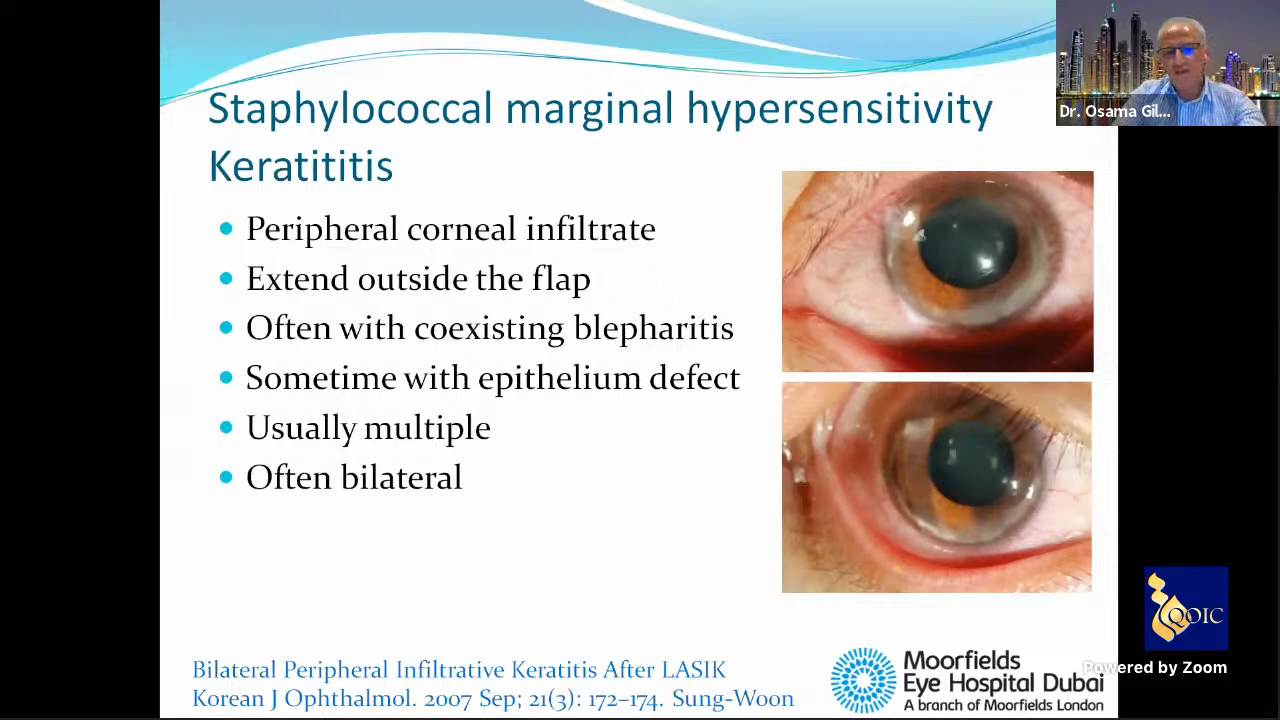 Staphylococcal marginal hypersensitivity
Keratititis
Peripheral corneal infiltrate
Extend outside the flap
Often with coexisting blepharitis
Sometime with epithelium defect
Usually multiple
Often bilateral
Bilateral Peripheral Infiltrative Keratitis After LASIK
Korean J Ophthalmol. 2007 Sep; 21(3): 172–174. Sung-Woon
Moorfields
Eye Hospital Dubai
A branch of Moorfields London
Dr. Osama Gil...
QOIC
Powered by Zoom